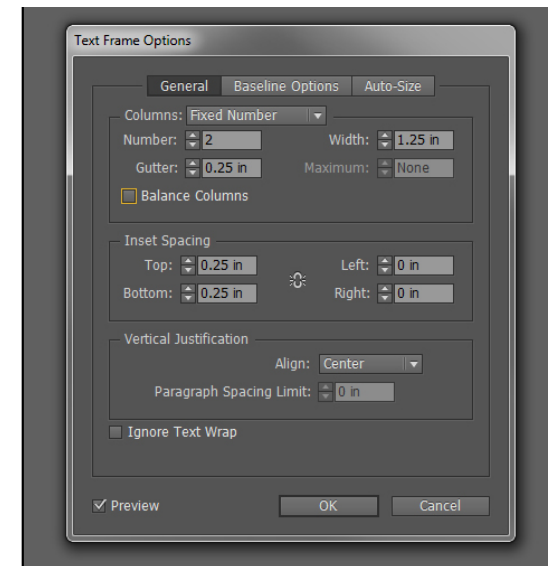 Text Frame Options
General Baseline Options Auto-Size
Columns: Fixed Number
Number: 2 Width: 1.25 in
Gutter: 0.25 in Maximum: None
Balance Columns
Inset Spacing
Top: 0.25 in Left: 0 in
Bottom: 0.25 in Right: 0 in
Vertical Justification
Align: Center
Paragraph Spacing Limit: 0 in
Ignore Text Wrap
Preview OK Cancel